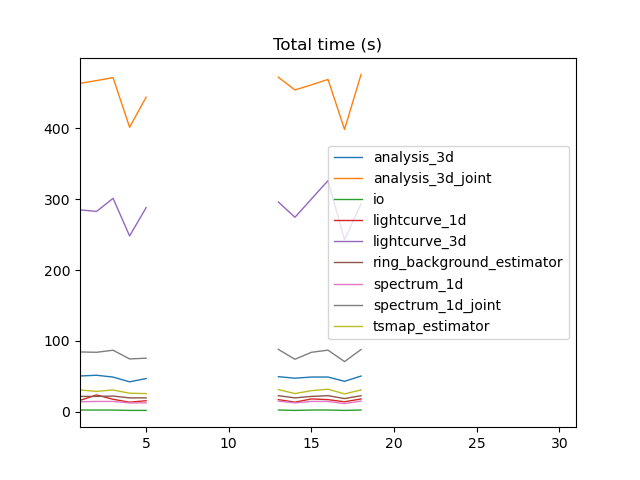 Total time (s)
400
300
200
100
0
analysis_3d
analysis_3d_joint
io
lightcurve_1d
lightcurve_3d
ring_background_estimator
spectrum_1d
spectrum_1d_joint
tsmap_estimator
5 10 15 20 25 30